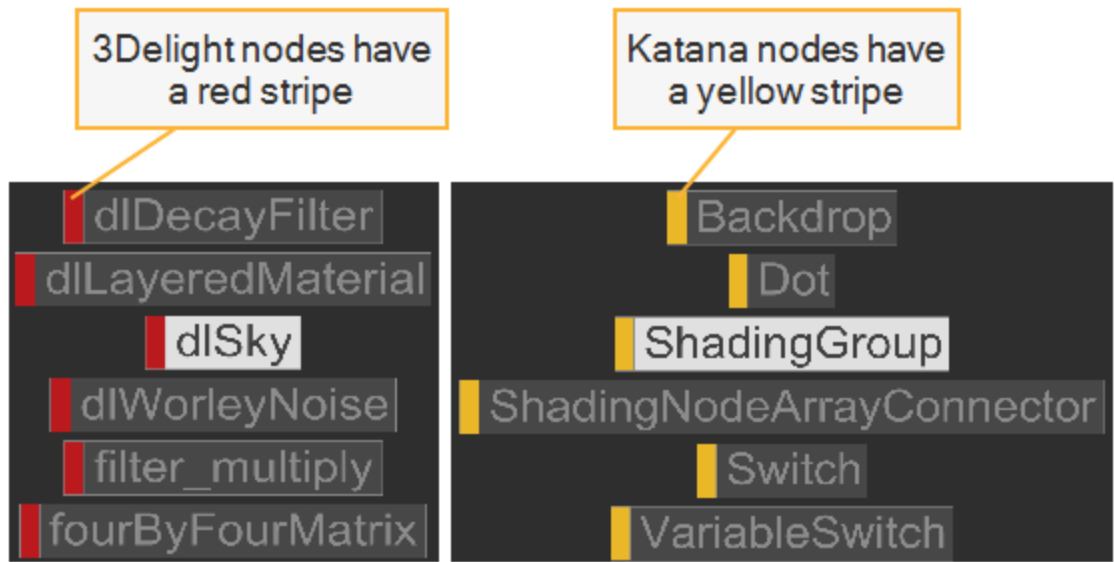 3Delight nodes have
a red stripe
Katana nodes have
a yellow stripe
dlDecayFilter
dlLayeredMaterial
dlSky
dlWorleyNoise
filter_multiply
fourByFourMatrix
Backdrop
Dot
ShadingGroup
ShadingNodeArrayConnector
Switch
VariableSwitch